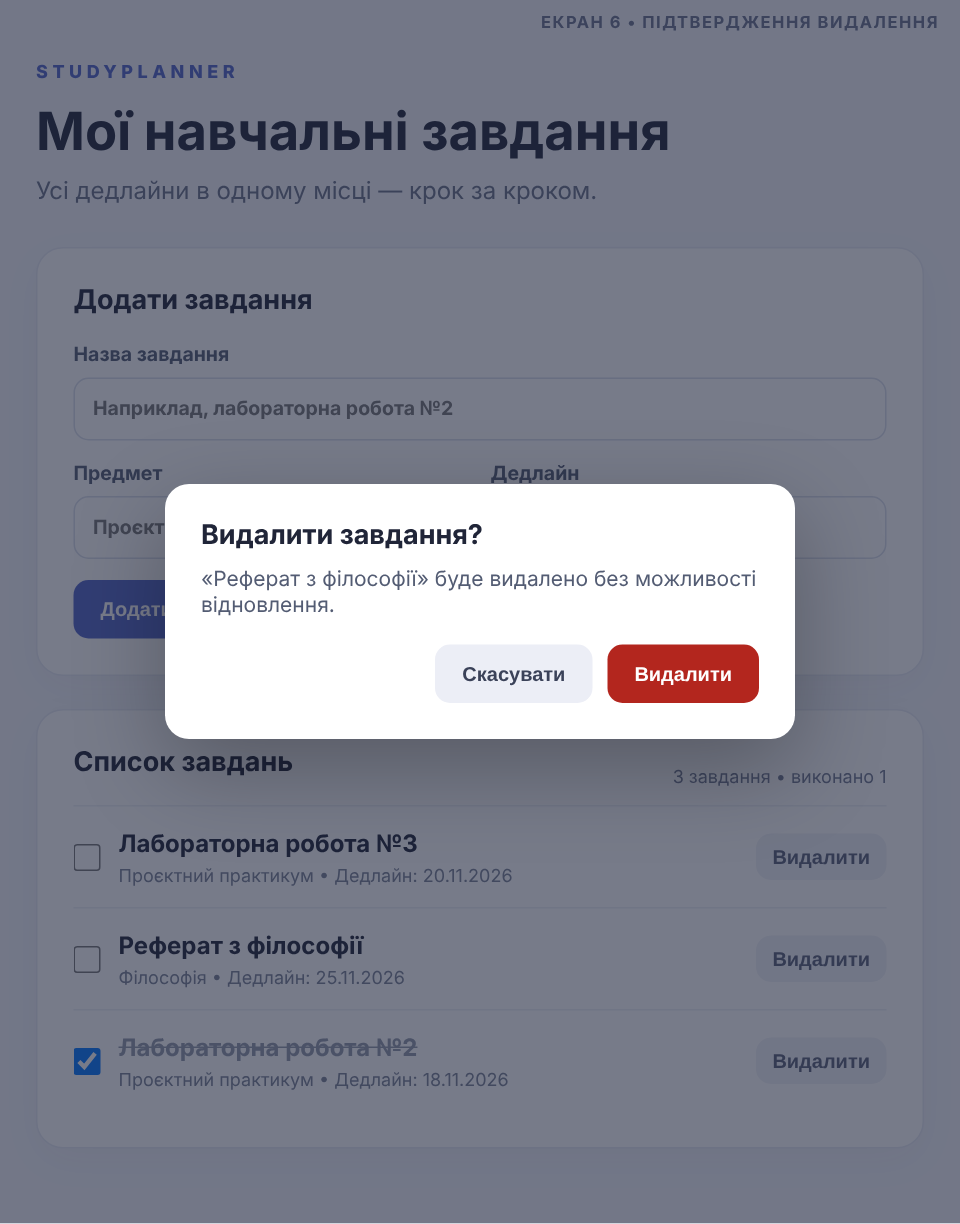 ЕКРАН 6 • ПІДТВЕРДЖЕННЯ ВИДАЛЕННЯ
STUDYPLANNER
Мої навчальні завдання
Усі дедлайни в одному місці — крок за кроком.
Додати завдання
Назва завдання
Наприклад, лабораторна робота №2
Предмет
Дедлайн
Проєкт
Видалити завдання?
«Реферат з філософії» буде видалено без можливості
відновлення.
Скасувати
Видалити
Список завдань
3 завдання • виконано 1
Лабораторна робота №3
Проєктний практикум • Дедлайн: 20.11.2026
Видалити
Реферат з філософії
Філософія • Дедлайн: 25.11.2026
Видалити
Лабораторна робота №2
Проєктний практикум • Дедлайн: 18.11.2026
Видалити